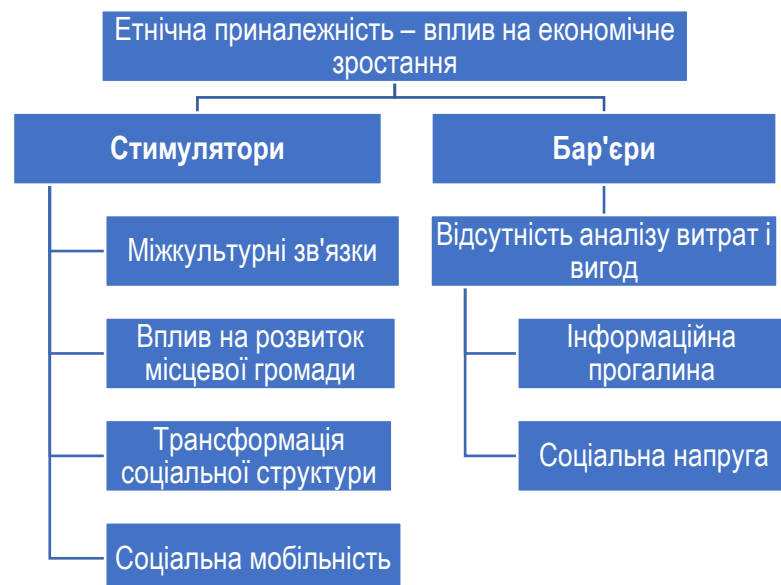 Етнічна приналежність – вплив на економічне
зростання
Стимулятори
Міжкультурні зв'язки
Вплив на розвиток
місцевої громади
Трансформація
соціальної структури
Соціальна мобільність
Бар'єри
Відсутність аналізу витрат і
вигод
Інформаційна
прогалина
Соціальна напруга